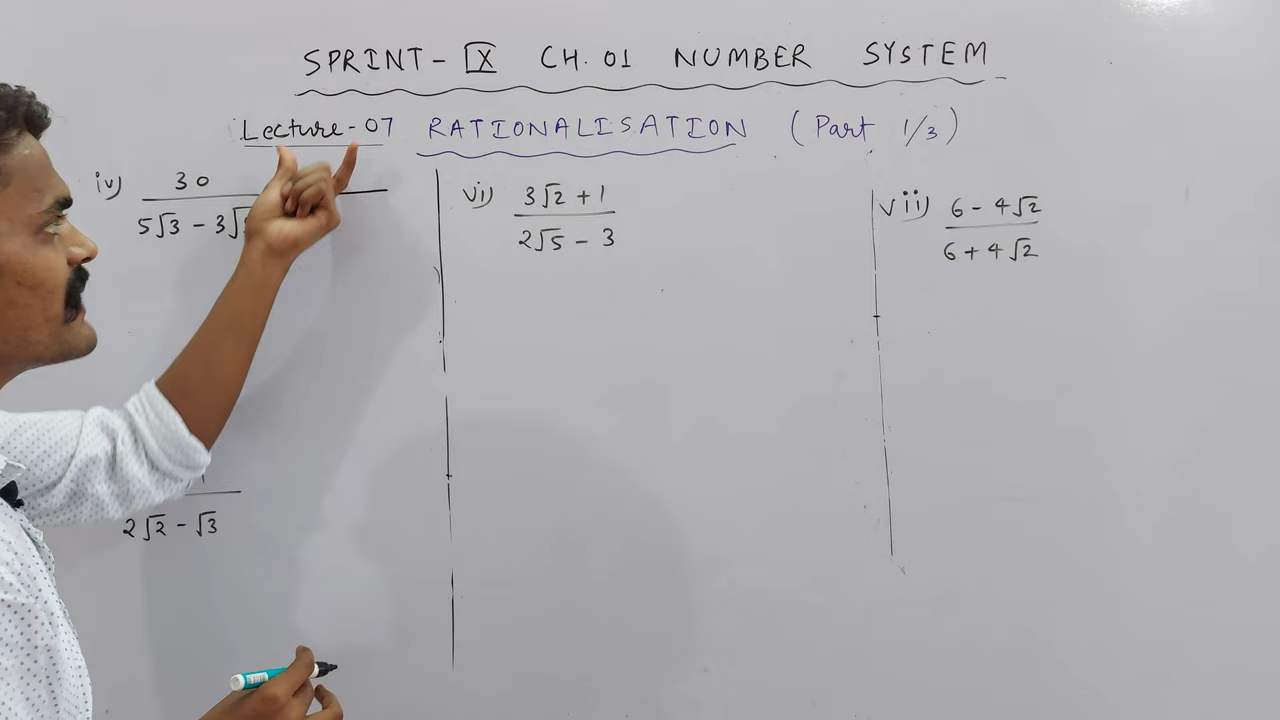 SPRINT - IX CH. 01 NUMBER SYSTEM
Lecture - 07 RATIONALISATION (Part 1/3)
iv) 30
5√3 - 3√
2√2 - √3
vi) 3√2 + 1
2√5 - 3
vii) 6 - 4√2
6 + 4√2